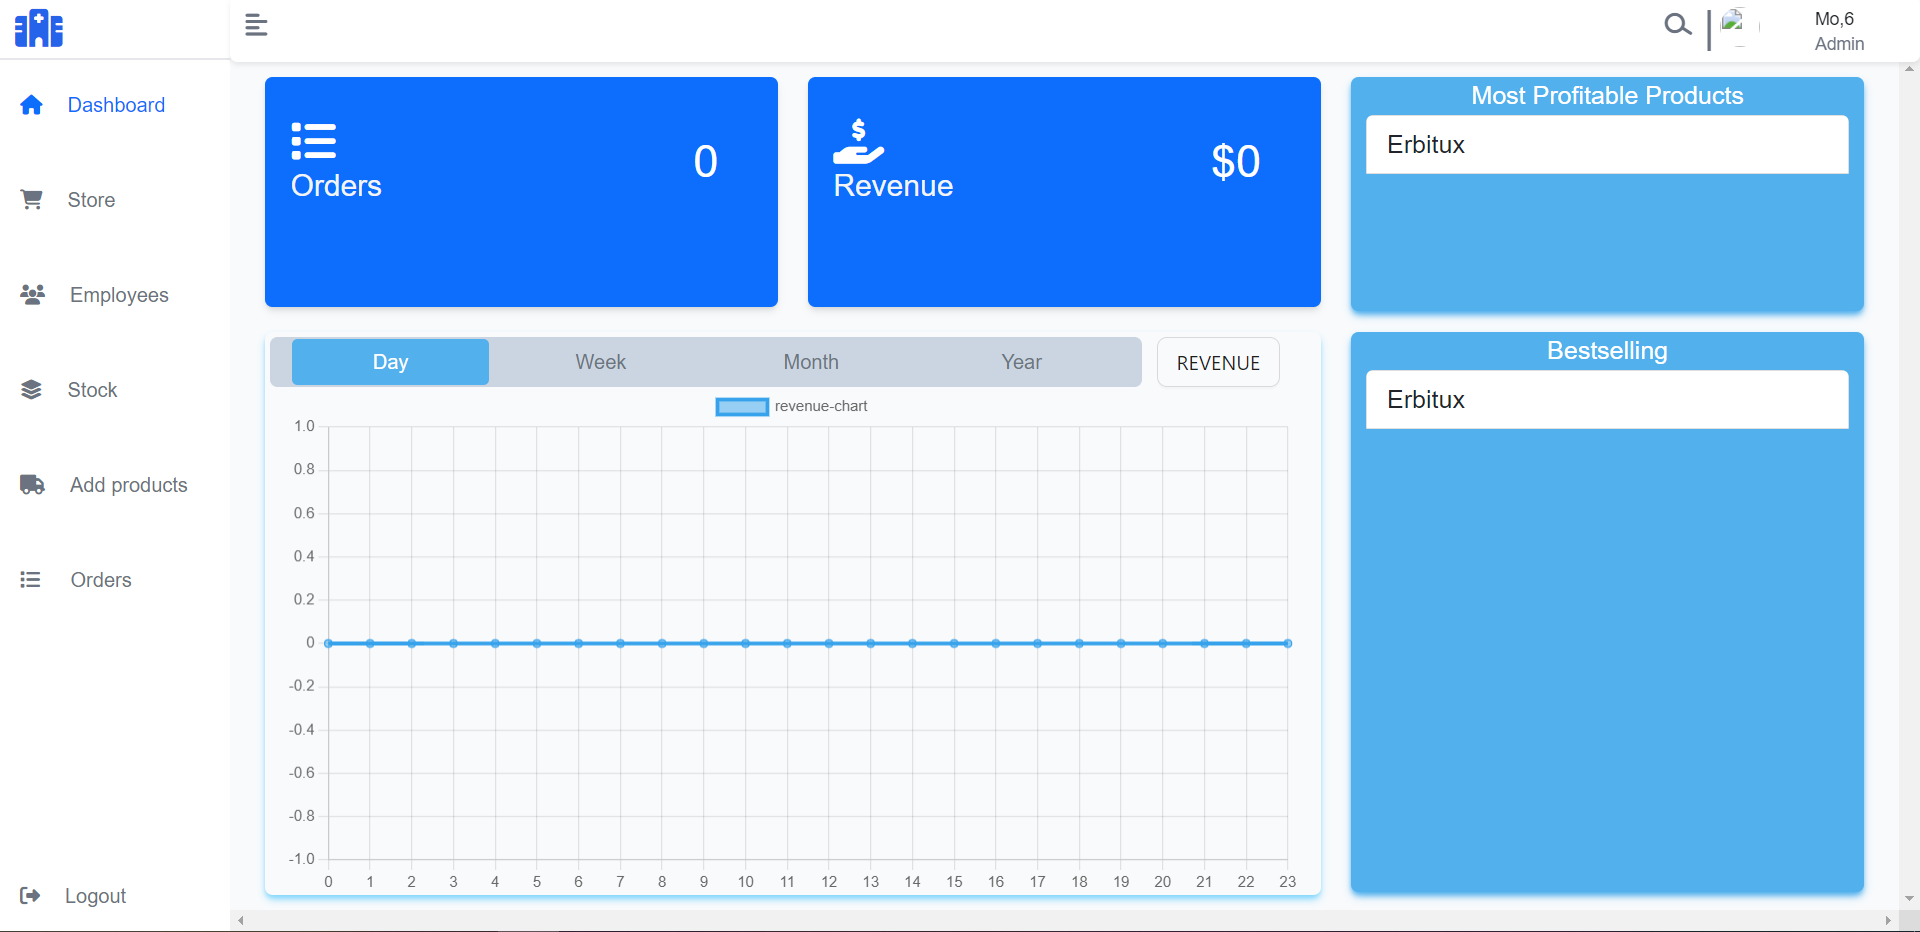 Mo,6
Admin
Dashboard
Store
Employees
Stock
Add products
Orders
Logout
Orders
0
$
Revenue
$0
Most Profitable Products
Erbitux
Day Week Month Year
REVENUE
revenue-chart
1.0
0.8
0.6
0.4
0.2
0
-0.2
-0.4
-0.6
-0.8
-1.0
0 1 2 3 4 5 6 7 8 9 10 11 12 13 14 15 16 17 18 19 20 21 22 23
Bestselling
Erbitux